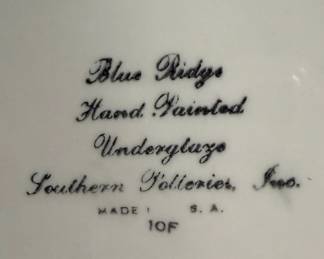 Blue Ridge
Hand Painted
Underglaze
Southern Potteries, Inc.
MADE I S. A.
10F